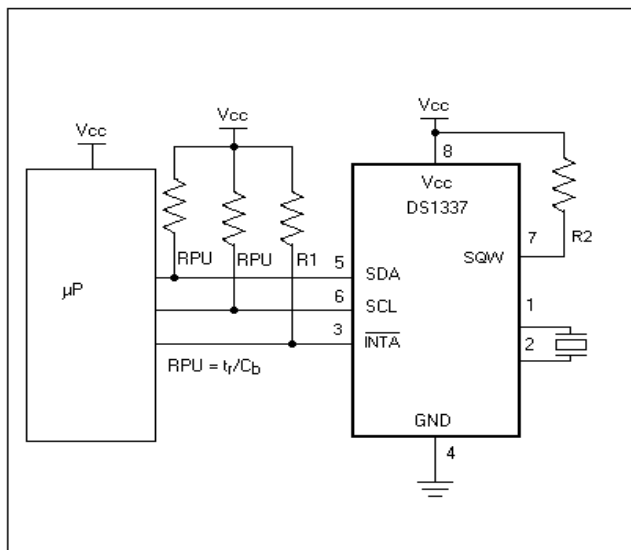 Vcc
Vcc
Vcc
8
Vcc
DS1337
7
R2
RPU
RPU
R1
5
SDA
SQW
µP
6
SCL
1
3
INTA
2
RPU = tr/Cb
GND
4